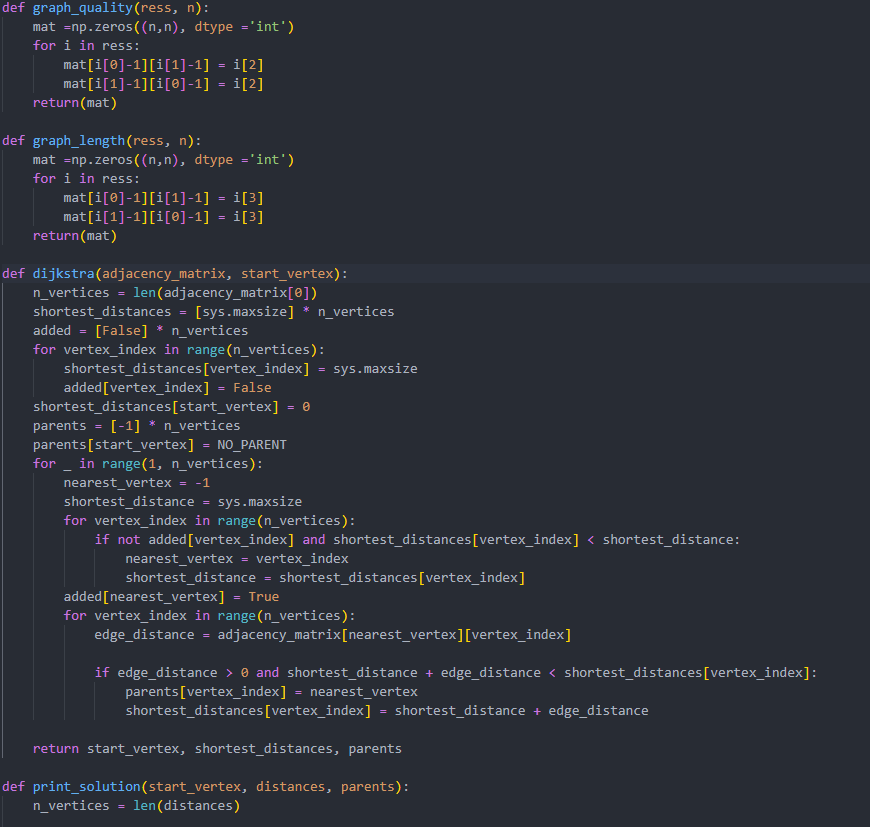 def graph_quality(ress, n):
    mat =np.zeros((n,n), dtype ='int')
    for i in ress:
        mat[i[0]-1][i[1]-1] = i[2]
        mat[i[1]-1][i[0]-1] = i[2]
    return(mat)

def graph_length(ress, n):
    mat =np.zeros((n,n), dtype ='int')
    for i in ress:
        mat[i[0]-1][i[1]-1] = i[3]
        mat[i[1]-1][i[0]-1] = i[3]
    return(mat)

def dijkstra(adjacency_matrix, start_vertex):
    n_vertices = len(adjacency_matrix[0])
    shortest_distances = [sys.maxsize] * n_vertices
    added = [False] * n_vertices
    for vertex_index in range(n_vertices):
        shortest_distances[vertex_index] = sys.maxsize
        added[vertex_index] = False
    shortest_distances[start_vertex] = 0
    parents = [-1] * n_vertices
    parents[start_vertex] = NO_PARENT
    for _ in range(1, n_vertices):
        nearest_vertex = -1
        shortest_distance = sys.maxsize
        for vertex_index in range(n_vertices):
            if not added[vertex_index] and shortest_distances[vertex_index] < shortest_distance:
                nearest_vertex = vertex_index
                shortest_distance = shortest_distances[vertex_index]
        added[nearest_vertex] = True
        for vertex_index in range(n_vertices):
            edge_distance = adjacency_matrix[nearest_vertex][vertex_index]

            if edge_distance > 0 and shortest_distance + edge_distance < shortest_distances[vertex_index]:
                parents[vertex_index] = nearest_vertex
                shortest_distances[vertex_index] = shortest_distance + edge_distance

    return start_vertex, shortest_distances, parents

def print_solution(start_vertex, distances, parents):
    n_vertices = len(distances)